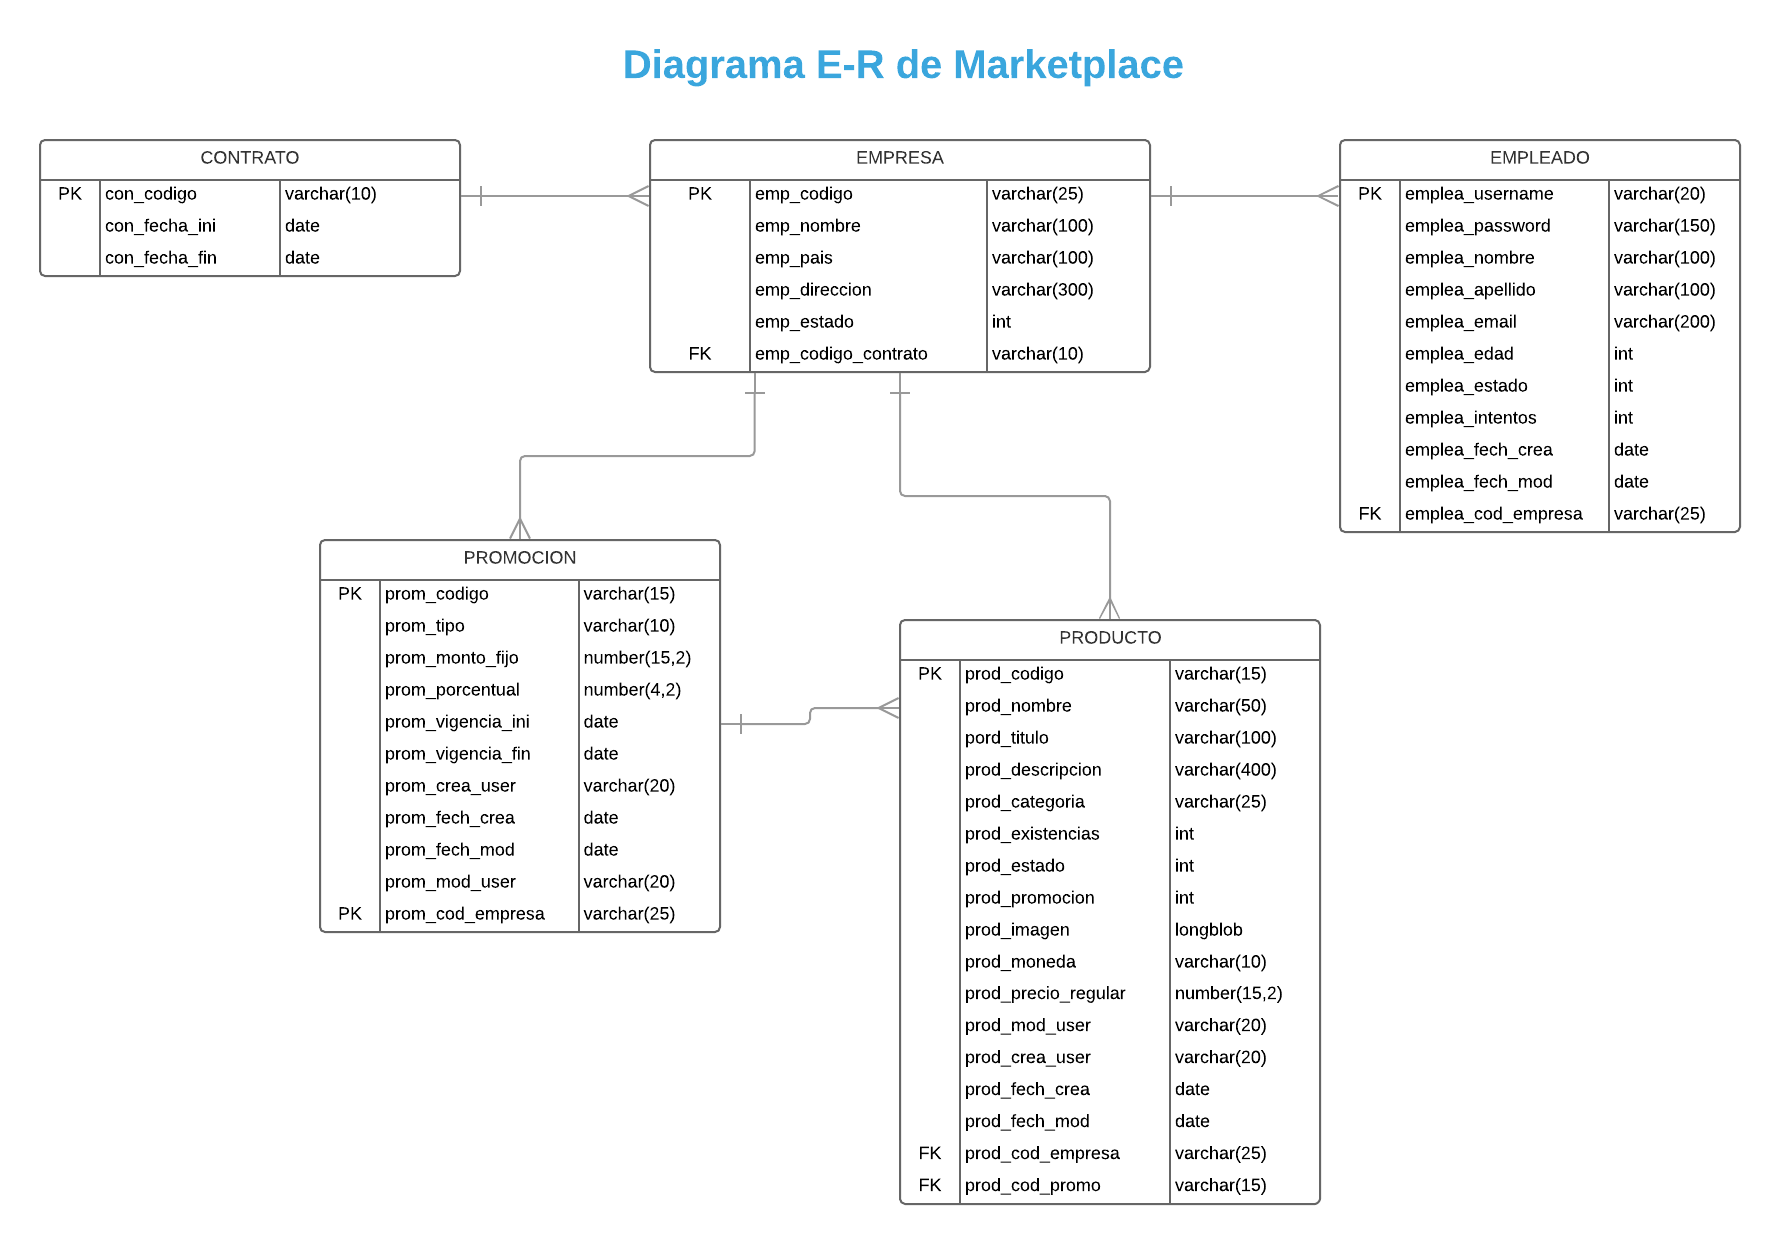 Diagrama E-R de Marketplace
CONTRATO
PK con_codigo varchar(10)
con_fecha_ini date
con_fecha_fin date
EMPRESA
PK emp_codigo varchar(25)
emp_nombre varchar(100)
emp_pais varchar(100)
emp_direccion varchar(300)
emp_estado int
FK emp_codigo_contrato varchar(10)
EMPLEADO
PK emplea_username varchar(20)
emplea_password varchar(150)
emplea_nombre varchar(100)
emplea_apellido varchar(100)
emplea_email varchar(200)
emplea_edad int
emplea_estado int
emplea_intentos int
emplea_fech_crea date
emplea_fech_mod date
FK emplea_cod_empresa varchar(25)
PROMOCION
PK prom_codigo varchar(15)
prom_tipo varchar(10)
prom_monto_fijo number(15,2)
prom_porcentual number(4,2)
prom_vigencia_ini date
prom_vigencia_fin date
prom_crea_user varchar(20)
prom_fech_crea date
prom_fech_mod date
prom_mod_user varchar(20)
PK prom_cod_empresa varchar(25)
PRODUCTO
PK prod_codigo varchar(15)
prod_nombre varchar(50)
pord_titulo varchar(100)
prod_descripcion varchar(400)
prod_categoria varchar(25)
prod_existencias int
prod_estado int
prod_promocion int
prod_imagen longblob
prod_moneda varchar(10)
prod_precio_regular number(15,2)
prod_mod_user varchar(20)
prod_crea_user varchar(20)
prod_fech_crea date
prod_fech_mod date
FK prod_cod_empresa varchar(25)
FK prod_cod_promo varchar(15)